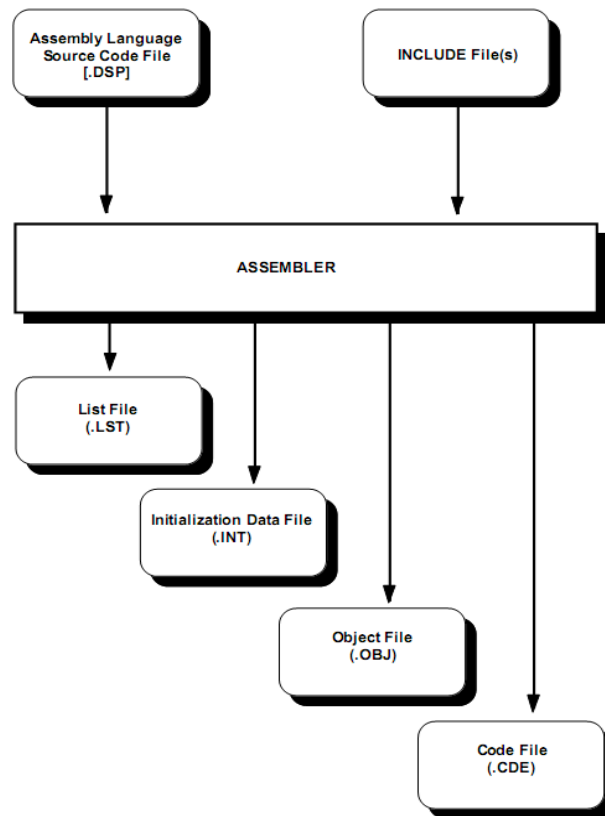 Assembly Language
Source Code File
[.DSP]
INCLUDE File(s)
ASSEMBLER
List File
(.LST)
Initialization Data File
(.INT)
Object File
(.OBJ)
Code File
(.CDE)